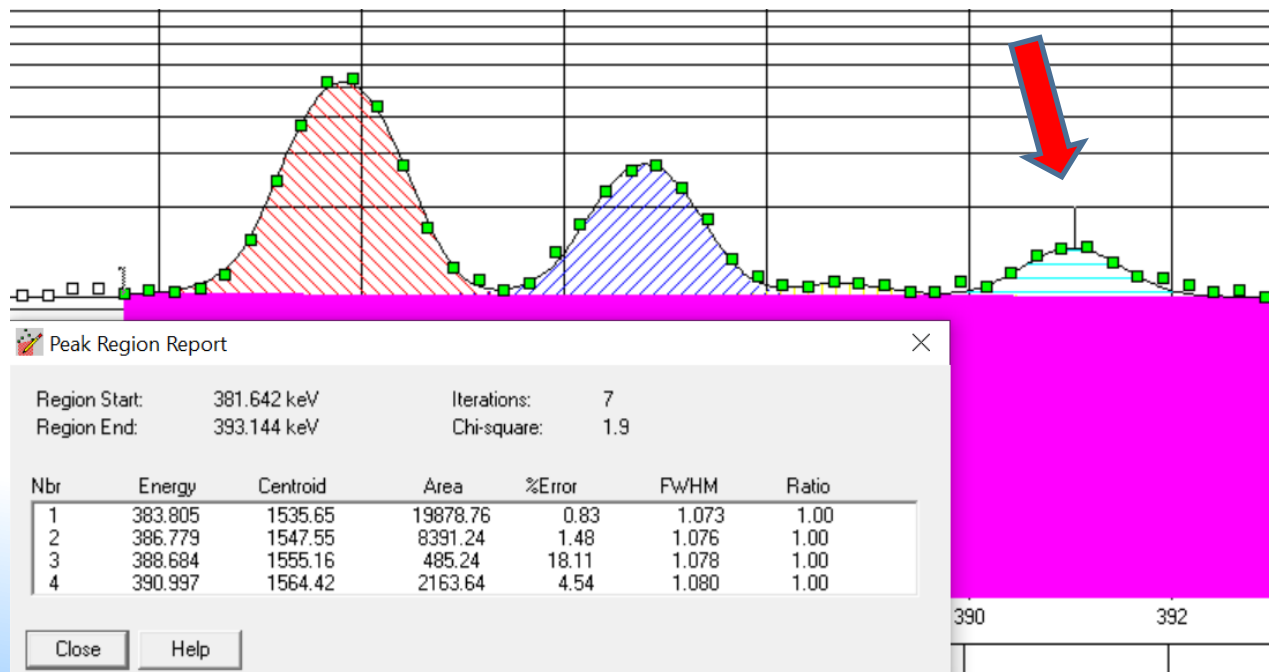 Peak Region Report
Region Start: 381.642 keV Iterations: 7
Region End: 393.144 keV Chi-square: 1.9
Nbr Energy Centroid Area %Error FWHM Ratio
1 383.805 1535.65 19878.76 0.83 1.073 1.00
2 386.779 1547.55 8391.24 1.48 1.076 1.00
3 388.684 1555.16 485.24 18.11 1.078 1.00
4 390.997 1564.42 2163.64 4.54 1.080 1.00
390 392
Close Help